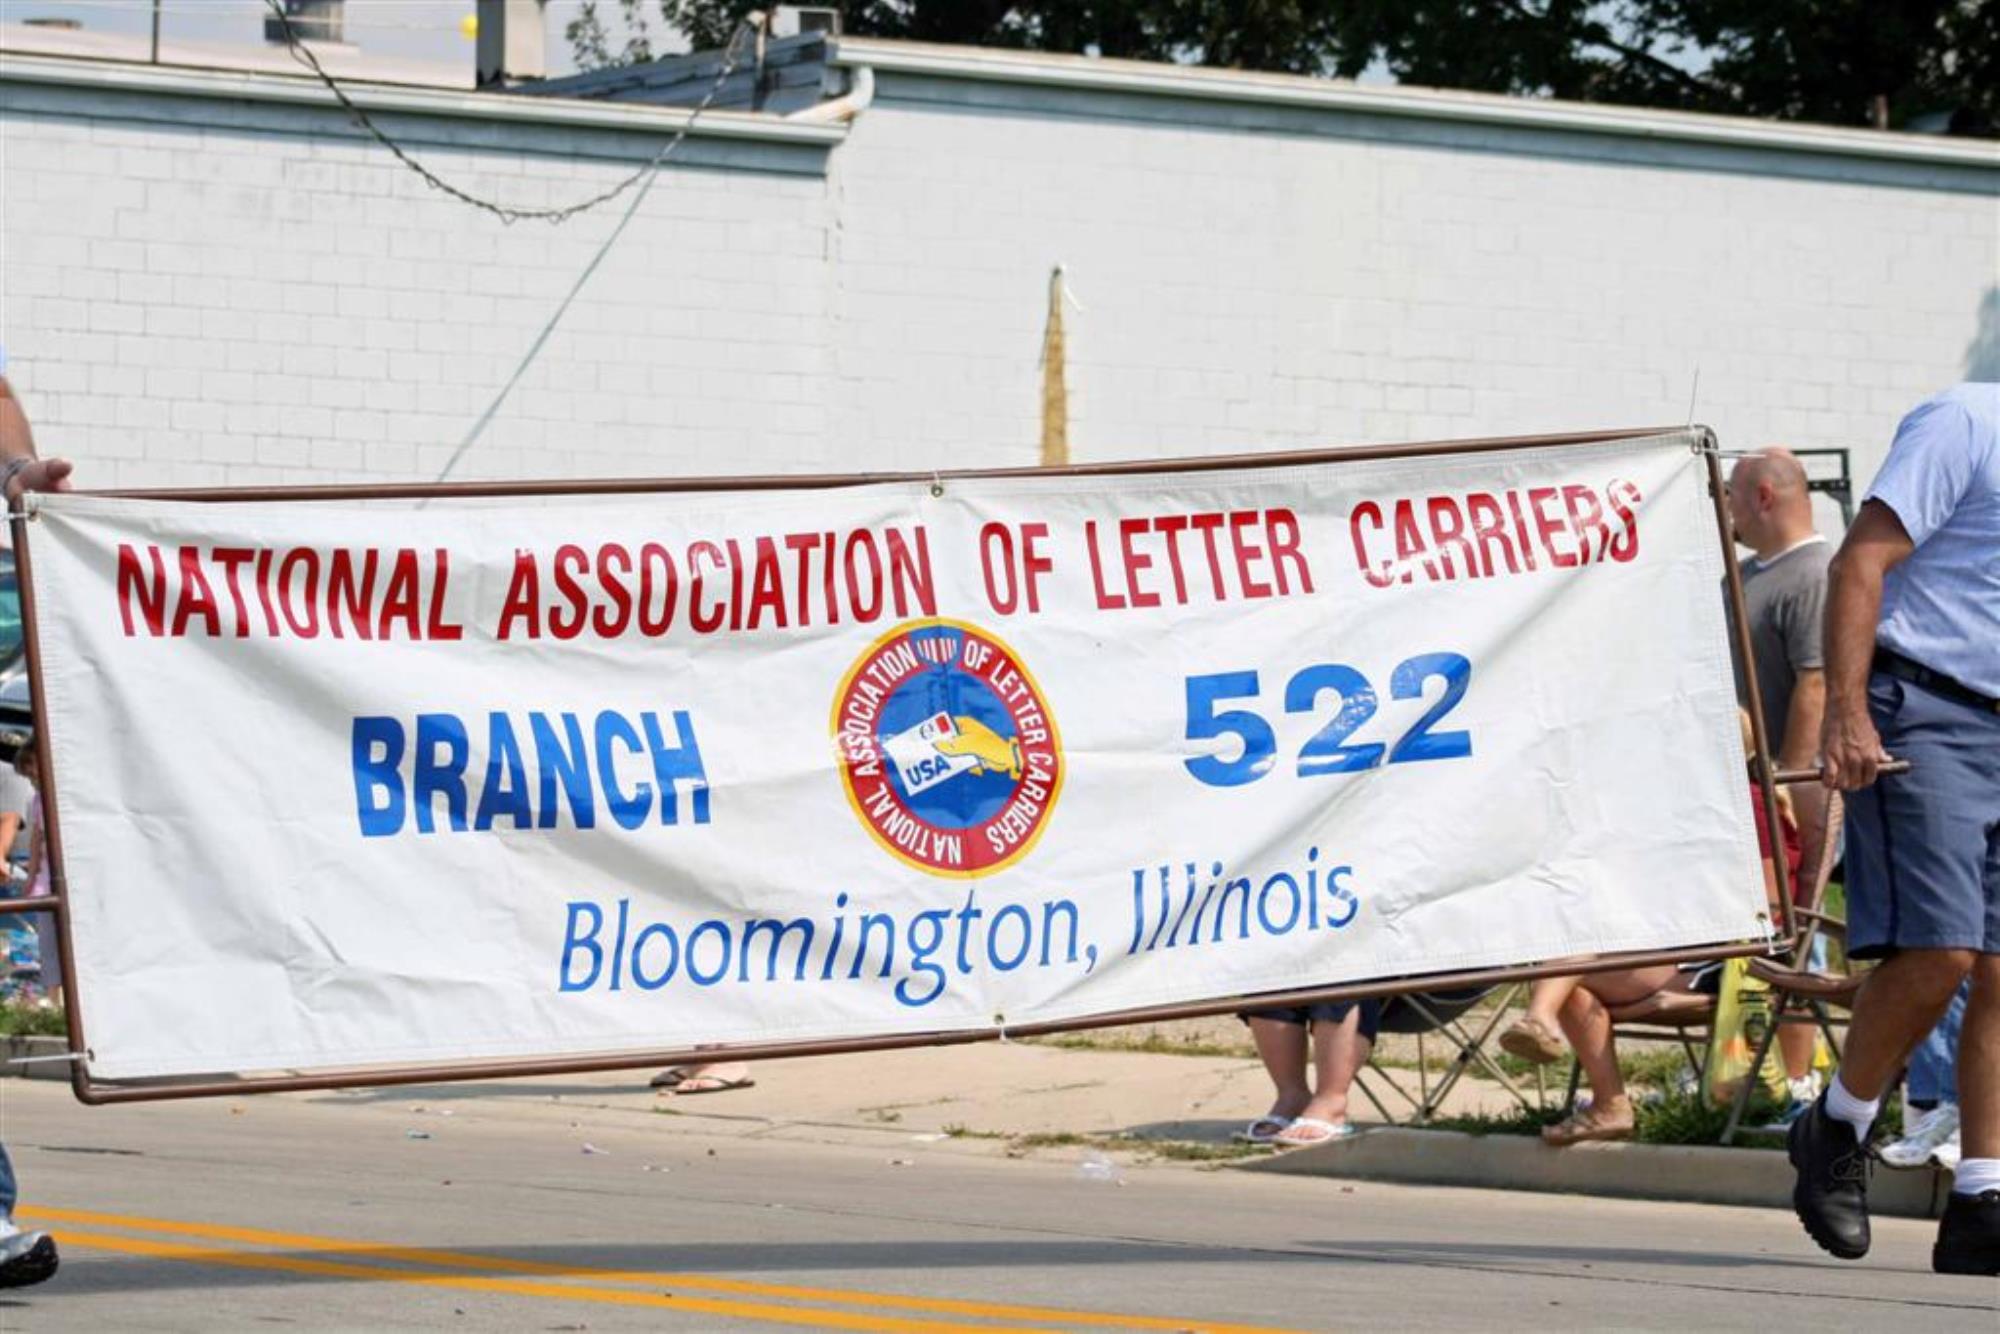 NATIONAL ASSOCIATION OF LETTER CARRIERS
BRANCH 522
NATIONAL ASSOCIATION OF LETTER CARRIERS
USA
Bloomington, Illinois